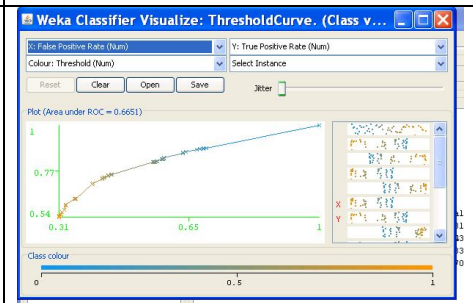 Weka Classifier Visualize: ThresholdCurve. (Class v...
X: False Positive Rate (Num)
Y: True Positive Rate (Num)
Colour: Threshold (Num)
Select Instance
Reset
Clear
Open
Save
Jitter
Plot (Area under ROC = 0.6651)
1
0.77
0.54
0.31
0.65
1
X
Y
Class colour
0
0.5
1